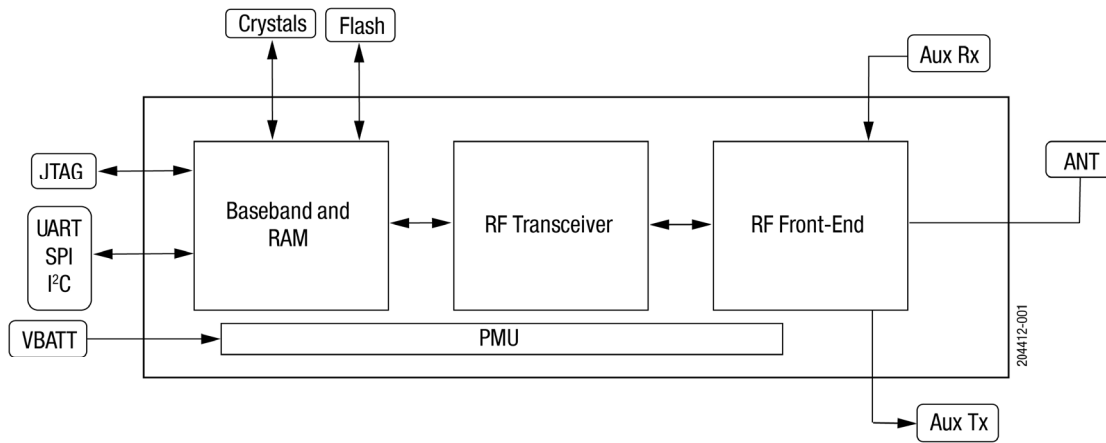 Crystals
Flash
Aux Rx
JTAG
ANT
Baseband and
RAM
RF Transceiver
RF Front-End
UART
SPI
I²C
VBATT
PMU
204412-001
Aux Tx